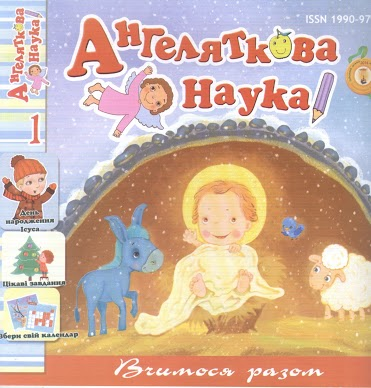 Ангеляткова
Наука
1
ISSN 1990-97
Ангеляткова
Наука
День
народження
Ісуса
Цікаві завдання
Збери свій календар
Вчимося разом